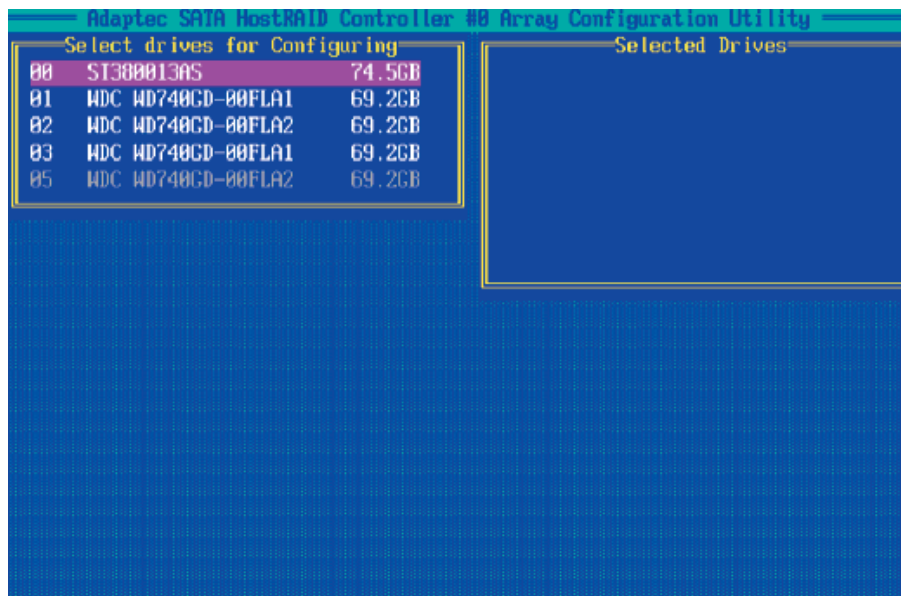 Adaptec SATA HostRAID Controller #0 Array Configuration Utility
Select drives for Configuring
00 ST380013AS 74.5GB
01 WDC WD740GD-00FLA1 69.2GB
02 WDC WD740GD-00FLA2 69.2GB
03 WDC WD740GD-00FLA1 69.2GB
05 WDC WD740GD-00FLA2 69.2GB
Selected Drives